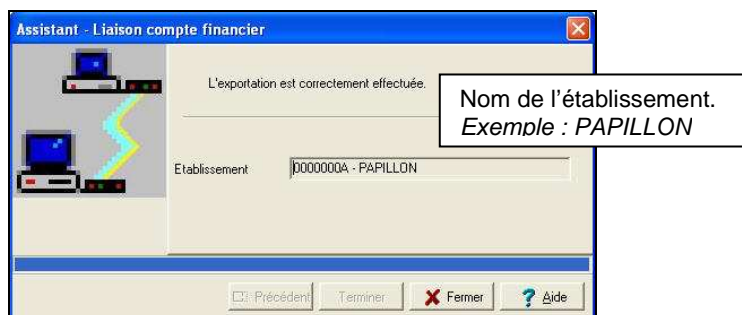 Assistant - Liaison compte financier
L'exportation est correctement effectuée.
Nom de l'établissement.
Exemple : PAPILLON
Etablissement
0000000A - PAPILLON
Précédent
Terminer
Fermer
Aide